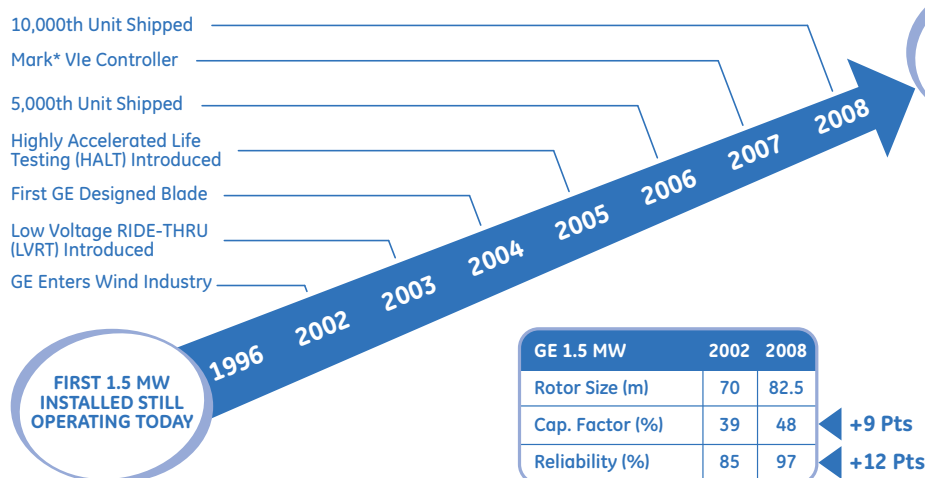 10,000th Unit Shipped
Mark* VIe Controller
5,000th Unit Shipped
Highly Accelerated Life
Testing (HALT) Introduced
First GE Designed Blade
Low Voltage RIDE-THRU
(LVRT) Introduced
GE Enters Wind Industry
1996
2002
2003
2004
2005
2006
2007
2008
FIRST 1.5 MW
INSTALLED STILL
OPERATING TODAY
GE 1.5 MW 2002 2008
Rotor Size (m) 70 82.5
Cap. Factor (%) 39 48 +9 Pts
Reliability (%) 85 97 +12 Pts